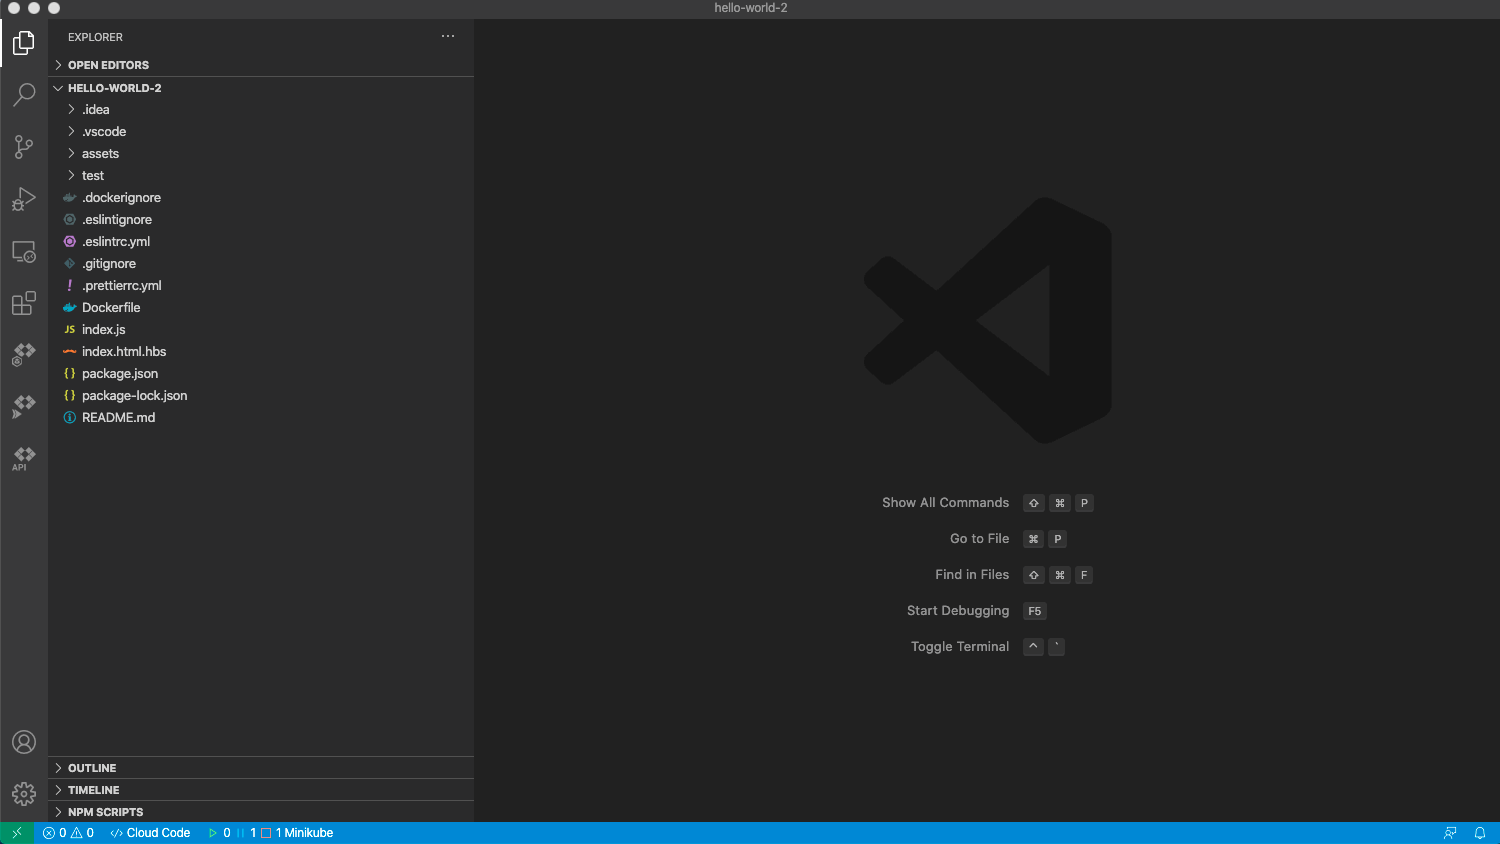 hello-world-2
EXPLORER
OPEN EDITORS
HELLO-WORLD-2
.idea
.vscode
assets
test
.dockerignore
.eslintignore
.eslintrc.yml
.gitignore
! .prettierrc.yml
Dockerfile
JS index.js
index.html.hbs
{} package.json
{} package-lock.json
README.md
API
OUTLINE
TIMELINE
NPM SCRIPTS
Show All Commands ⇧ ⌘ P
Go to File ⌘ P
Find in Files ⇧ ⌘ F
Start Debugging F5
Toggle Terminal ^ `
0 0 </> Cloud Code 0 1 1 Minikube